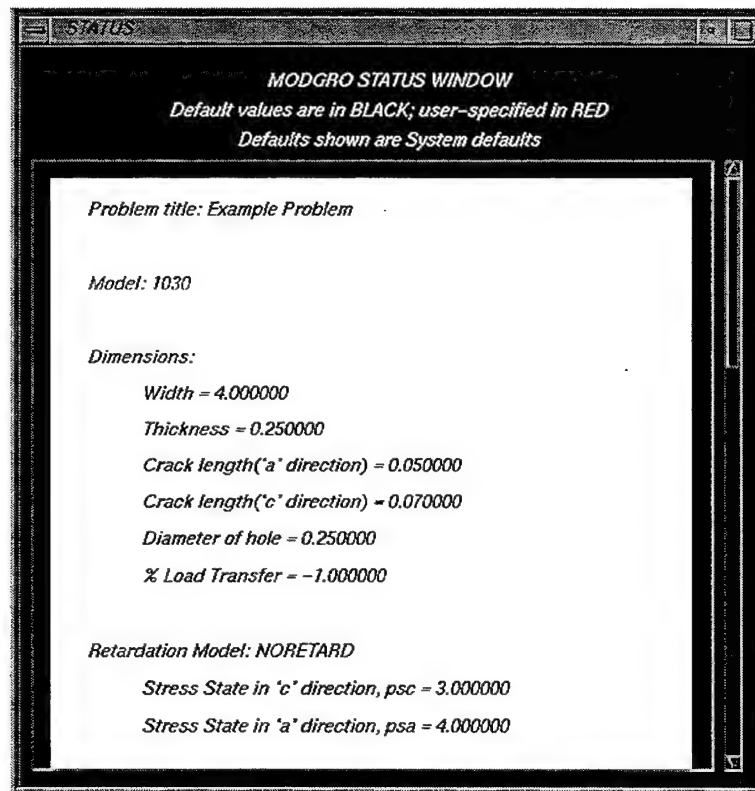 STATUS
MODGRO STATUS WINDOW
Default values are in BLACK; user-specified in RED
Defaults shown are System defaults
Problem title: Example Problem
Model: 1030
Dimensions:
Width = 4.000000
Thickness = 0.250000
Crack length('a' direction) = 0.050000
Crack length('c' direction) = 0.070000
Diameter of hole = 0.250000
% Load Transfer = -1.000000
Retardation Model: NORETARD
Stress State in 'c' direction, psc = 3.000000
Stress State in 'a' direction, psa = 4.000000